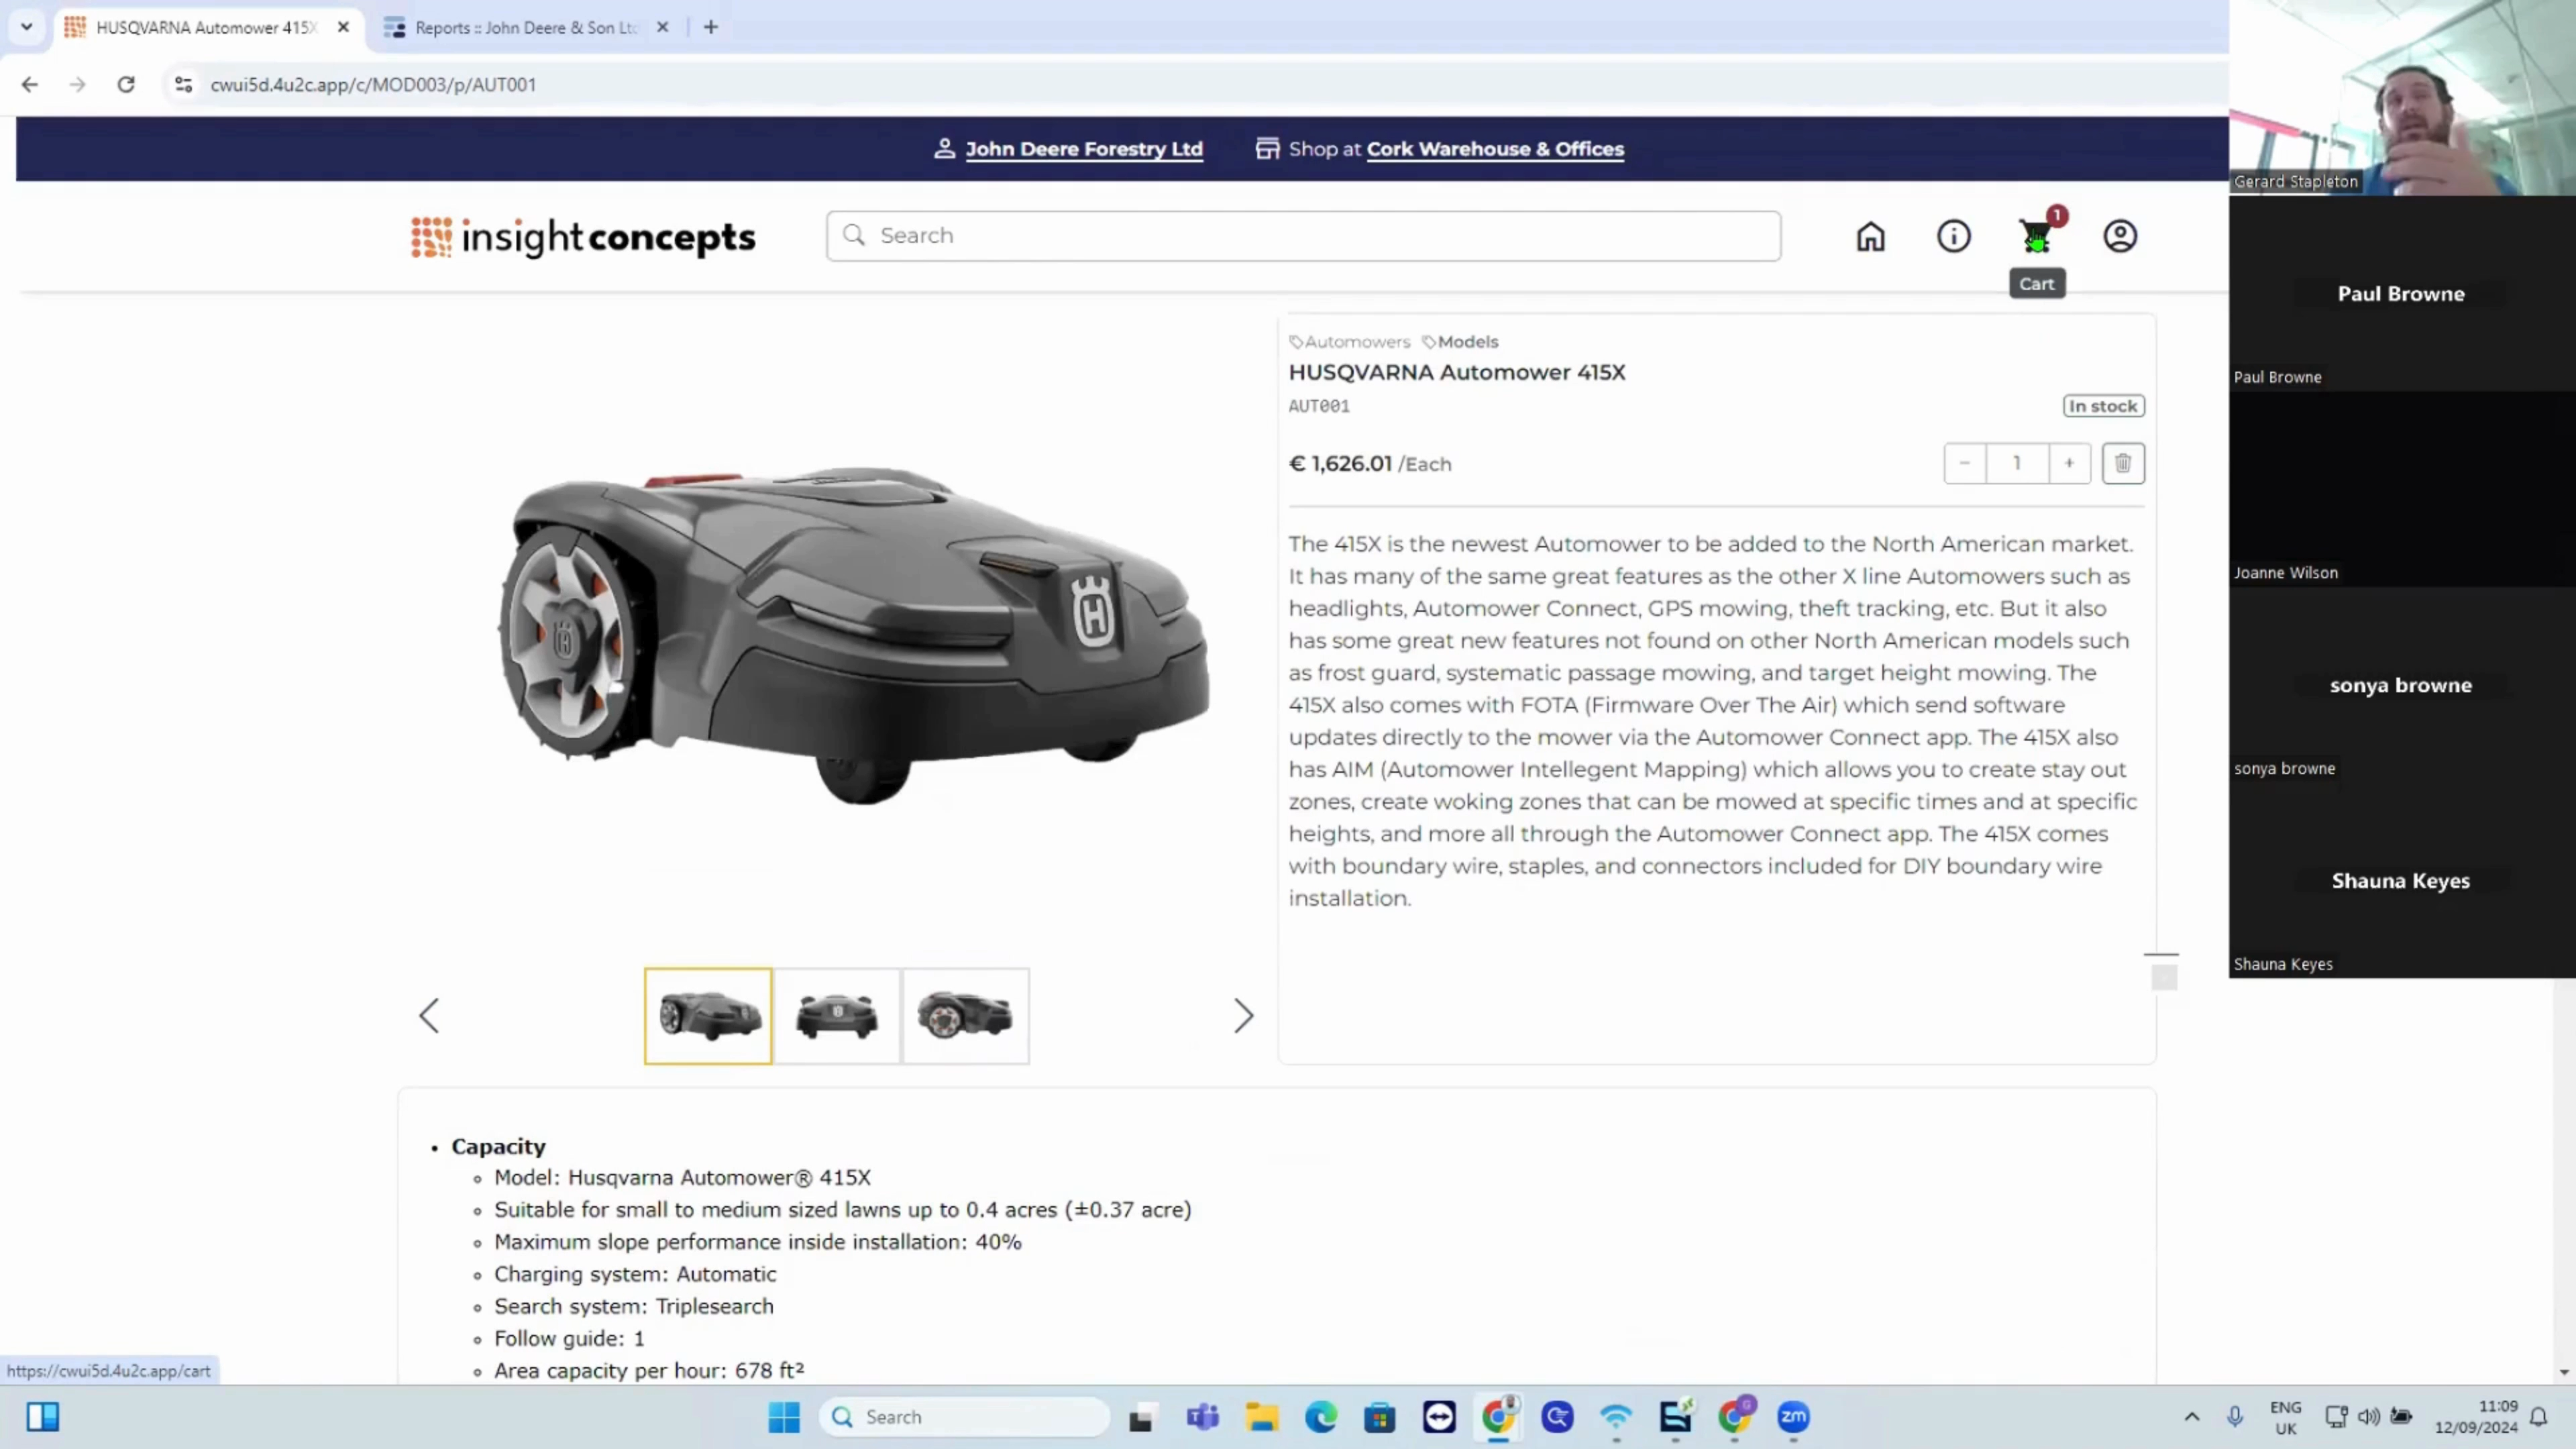 HUSQVARNA Automower 415X
Reports :: John Deere & Son Ltd
cwui5d.4u2c.app/c/MOD003/p/AUT001
John Deere Forestry Ltd
Shop at Cork Warehouse & Offices
Gerard Stapleton
insightconcepts
Search
1
Cart
Paul Browne
Paul Browne
Automowers Models
HUSQVARNA Automower 415X
AUT001
In stock
€ 1,626.01 /Each
− 1 +
Joanne Wilson
The 415X is the newest Automower to be added to the North American market.
It has many of the same great features as the other X line Automowers such as
headlights, Automower Connect, GPS mowing, theft tracking, etc. But it also
has some great new features not found on other North American models such
as frost guard, systematic passage mowing, and target height mowing. The
415X also comes with FOTA (Firmware Over The Air) which send software
updates directly to the mower via the Automower Connect app. The 415X also
has AIM (Automower Intellegent Mapping) which allows you to create stay out
zones, create woking zones that can be mowed at specific times and at specific
heights, and more all through the Automower Connect app. The 415X comes
with boundary wire, staples, and connectors included for DIY boundary wire
installation.
H
H
sonya browne
sonya browne
Shauna Keyes
Shauna Keyes
• Capacity
Model: Husqvarna Automower® 415X
Suitable for small to medium sized lawns up to 0.4 acres (±0.37 acre)
Maximum slope performance inside installation: 40%
Charging system: Automatic
Search system: Triplesearch
Follow guide: 1
Area capacity per hour: 678 ft²
https://cwui5d.4u2c.app/cart
Search
zm
ENG
UK
11:09
12/09/2024